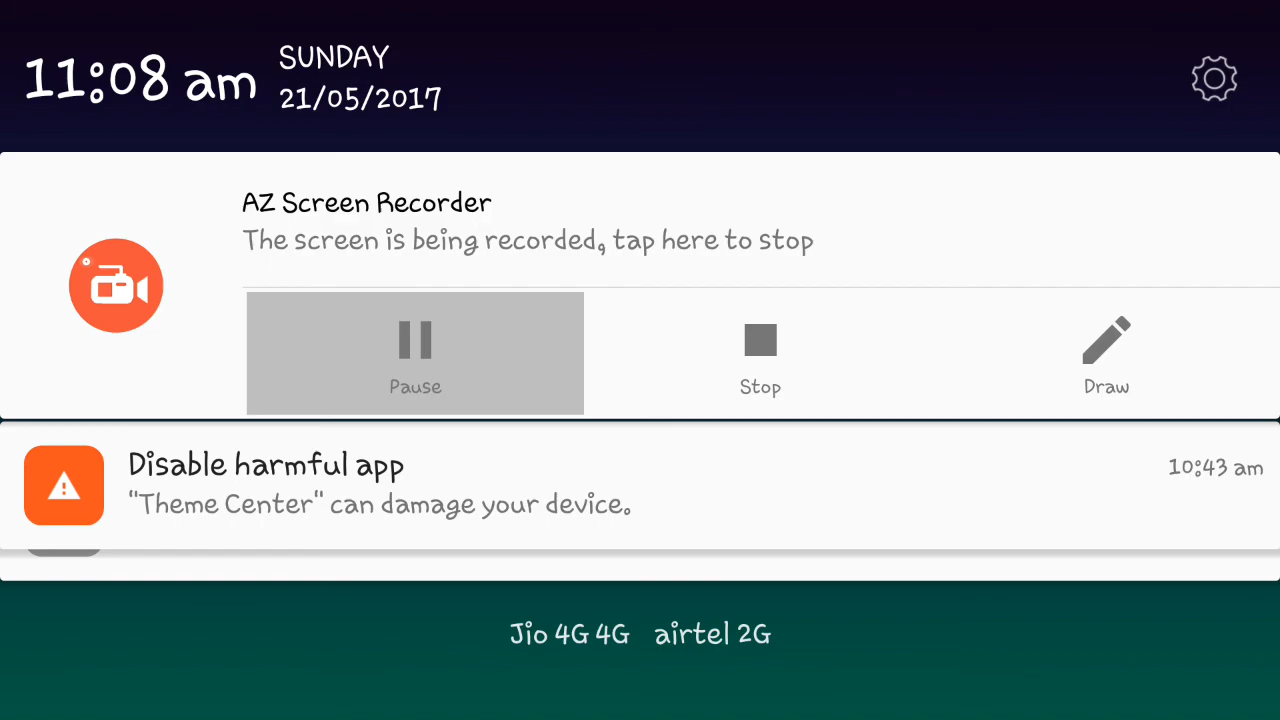 11:08 am
SUNDAY
21/05/2017
AZ Screen Recorder
The screen is being recorded, tap here to stop
Pause
Stop
Draw
Disable harmful app
10:43 am
"Theme Center" can damage your device.
Jio 4G 4G airtel 2G